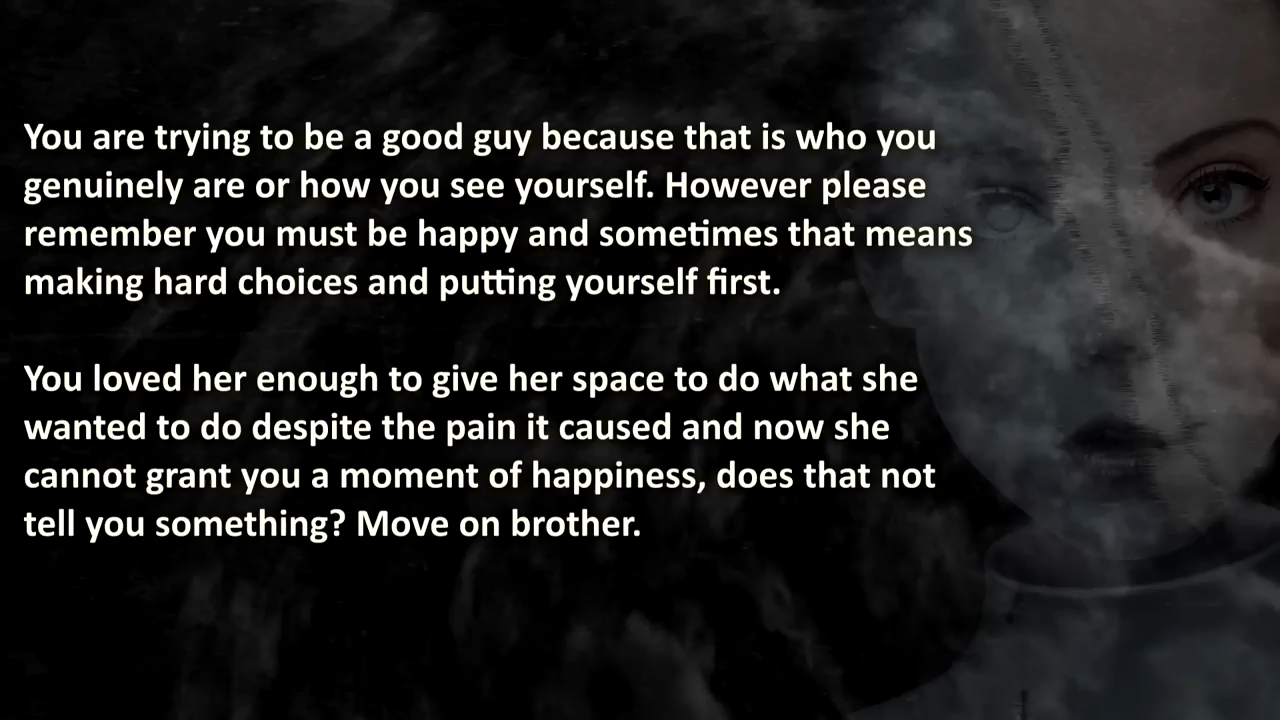 You are trying to be a good guy because that is who you
genuinely are or how you see yourself. However please
remember you must be happy and sometimes that means
making hard choices and putting yourself first.
You loved her enough to give her space to do what she
wanted to do despite the pain it caused and now she
cannot grant you a moment of happiness, does that not
tell you something? Move on brother.